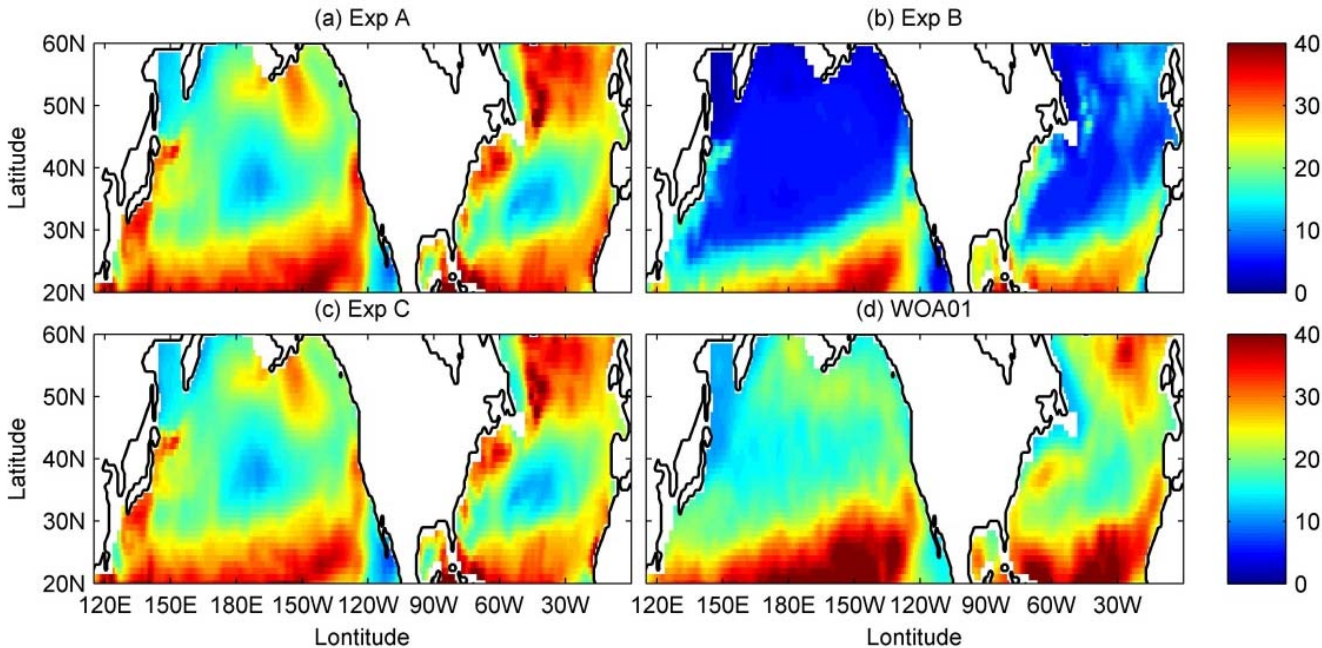 (a) Exp A
(b) Exp B
60N
50N
40N
30N
20N
Latitude
40
30
20
10
0
(c) Exp C
(d) WOA01
60N
50N
40N
30N
20N
Latitude
40
30
20
10
0
120E 150E 180E 150W 120W 90W 60W 30W
120E 150E 180E 150W 120W 90W 60W 30W
Lontitude
Lontitude